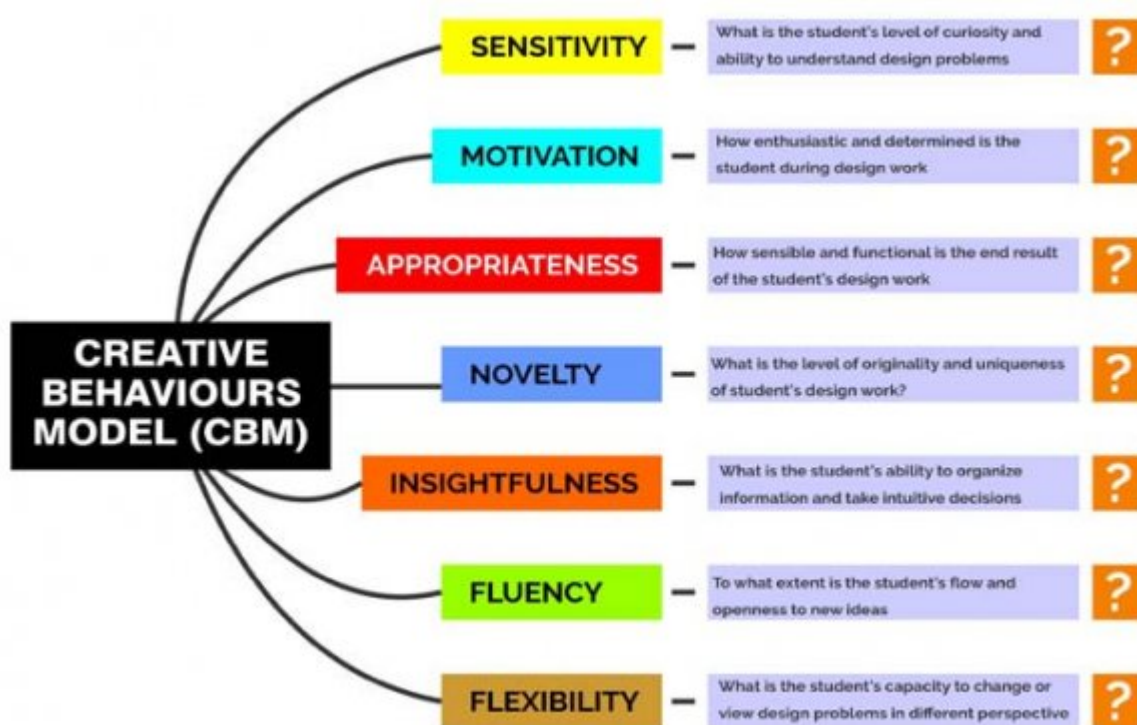 SENSITIVITY
What is the student's level of curiosity and
ability to understand design problems
?
MOTIVATION
How enthusiastic and determined is the
student during design work
?
APPROPRIATENESS
How sensible and functional is the end result
of the student's design work
?
CREATIVE
BEHAVIOURS
MODEL (CBM)
NOVELTY
What is the level of originality and uniqueness
of student's design work?
?
INSIGHTFULNESS
What is the student's ability to organize
information and take intuitive decisions
?
FLUENCY
To what extent is the student's flow and
openness to new ideas
?
FLEXIBILITY
What is the student's capacity to change or
view design problems in different perspective
?